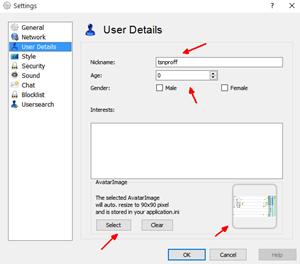 Settings
General
Network
User Details
Style
Security
Sound
Chat
Blocklist
Usersearch
User Details
Nickname: tsnproff
Age: 0
Gender: Male Female
Interests:
AvatarImage
The selected AvatarImage
will auto. resize to 90x90 pixel
and is stored in your application.ini
Select Clear
OK Cancel Help